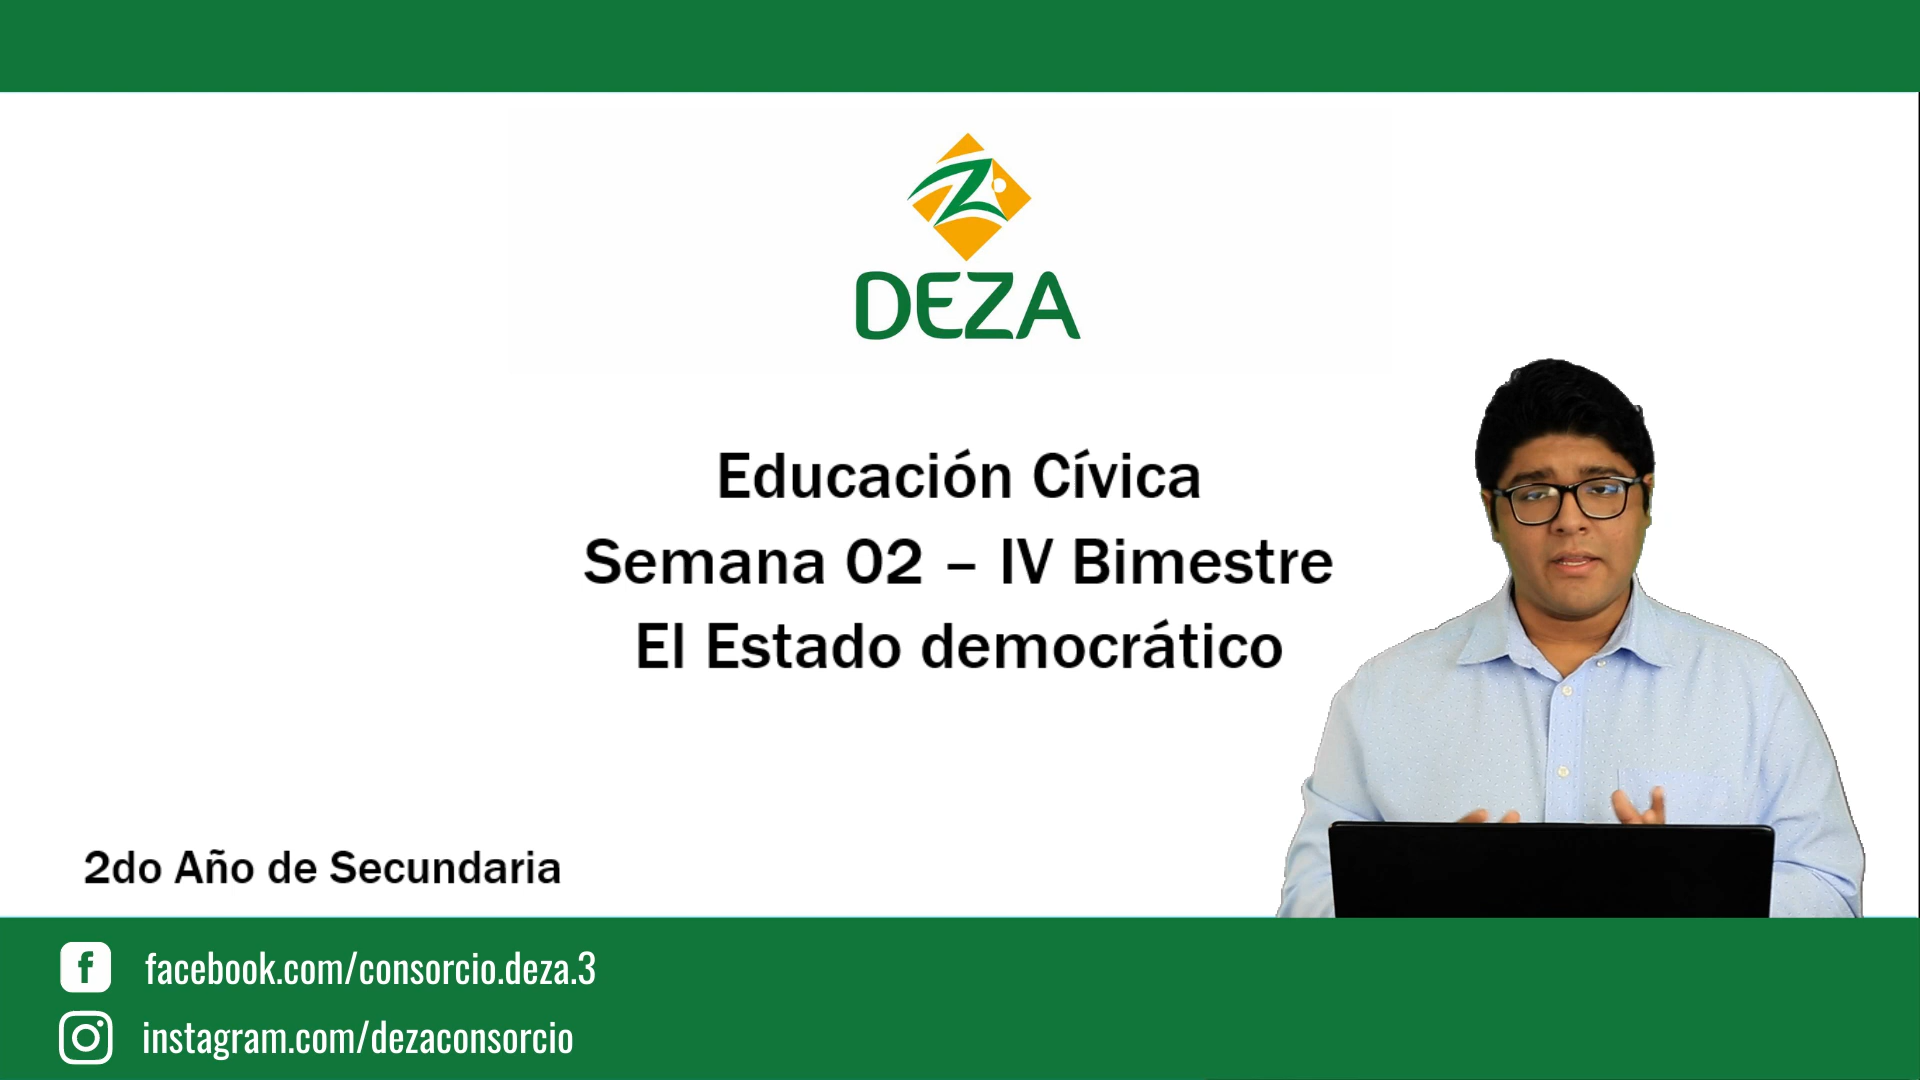 DEZA
Educación Cívica
Semana 02 – IV Bimestre
El Estado democrático
2do Año de Secundaria
facebook.com/consorcio.deza.3
instagram.com/dezaconsorcio